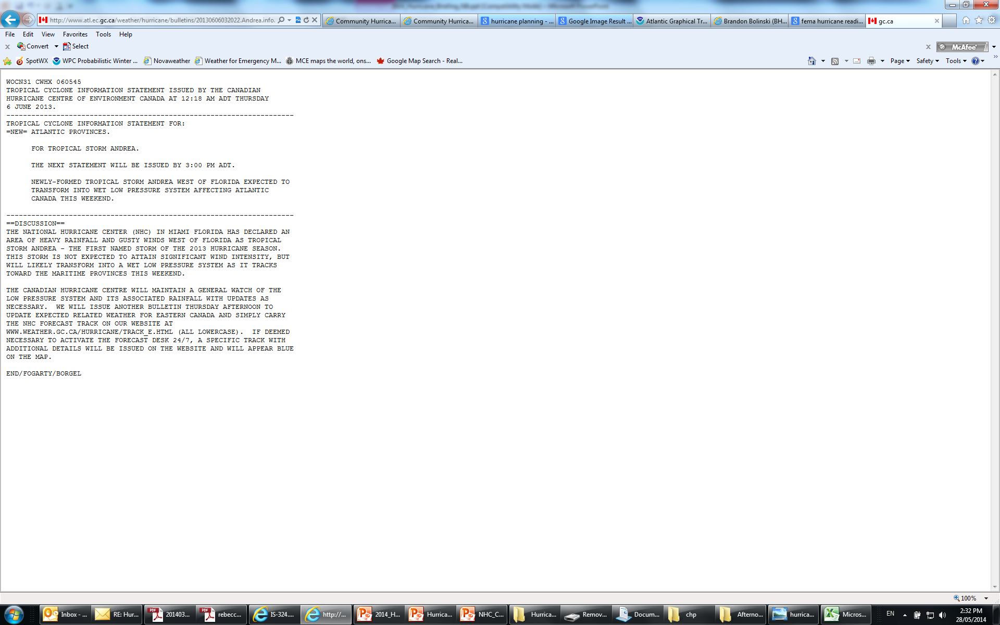 http://www.atl.ec.gc.ca/weather/hurricane/bulletins/20130606032022.Andrea.info.
Community Hurrica...
Community Hurrica...
hurricane planning - ...
Google Image Result ...
Atlantic Graphical Tr...
Brandon Bolinski (BH...
fema hurricane readi...
gc.ca
File Edit View Favorites Tools Help
Convert Select
McAfee
SpotWX WPC Probabilistic Winter ... Novaweather Weather for Emergency M... MCE maps the world, ons... Google Map Search - Real...
Page Safety Tools
WOCN31 CWHX 060545
TROPICAL CYCLONE INFORMATION STATEMENT ISSUED BY THE CANADIAN
HURRICANE CENTRE OF ENVIRONMENT CANADA AT 12:18 AM ADT THURSDAY
6 JUNE 2013.
---------------------------------------------------------------------
TROPICAL CYCLONE INFORMATION STATEMENT FOR:
=NEW= ATLANTIC PROVINCES.
FOR TROPICAL STORM ANDREA.
THE NEXT STATEMENT WILL BE ISSUED BY 3:00 PM ADT.
NEWLY-FORMED TROPICAL STORM ANDREA WEST OF FLORIDA EXPECTED TO
TRANSFORM INTO WET LOW PRESSURE SYSTEM AFFECTING ATLANTIC
CANADA THIS WEEKEND.
---------------------------------------------------------------------
==DISCUSSION==
THE NATIONAL HURRICANE CENTER (NHC) IN MIAMI FLORIDA HAS DECLARED AN
AREA OF HEAVY RAINFALL AND GUSTY WINDS WEST OF FLORIDA AS TROPICAL
STORM ANDREA - THE FIRST NAMED STORM OF THE 2013 HURRICANE SEASON.
THIS STORM IS NOT EXPECTED TO ATTAIN SIGNIFICANT WIND INTENSITY, BUT
WILL LIKELY TRANSFORM INTO A WET LOW PRESSURE SYSTEM AS IT TRACKS
TOWARD THE MARITIME PROVINCES THIS WEEKEND.
THE CANADIAN HURRICANE CENTRE WILL MAINTAIN A GENERAL WATCH OF THE
LOW PRESSURE SYSTEM AND ITS ASSOCIATED RAINFALL WITH UPDATES AS
NECESSARY.  WE WILL ISSUE ANOTHER BULLETIN THURSDAY AFTERNOON TO
UPDATE EXPECTED RELATED WEATHER FOR EASTERN CANADA AND SIMPLY CARRY
THE NHC FORECAST TRACK ON OUR WEBSITE AT
WWW.WEATHER.GC.CA/HURRICANE/TRACK_E.HTML (ALL LOWERCASE).  IF DEEMED
NECESSARY TO ACTIVATE THE FORECAST DESK 24/7, A SPECIFIC TRACK WITH
ADDITIONAL DETAILS WILL BE ISSUED ON THE WEBSITE AND WILL APPEAR BLUE
ON THE MAP.
END/FOGARTY/BORGEL
100%
Inbox - ... RE: Hur... 201403... rebecc... IS-324.... http://... 2014_H... Hurrica... NHC_C... Hurrica... Remov... Docum... chp Afterno... hurrica... Micros... EN
2:32 PM
28/05/2014